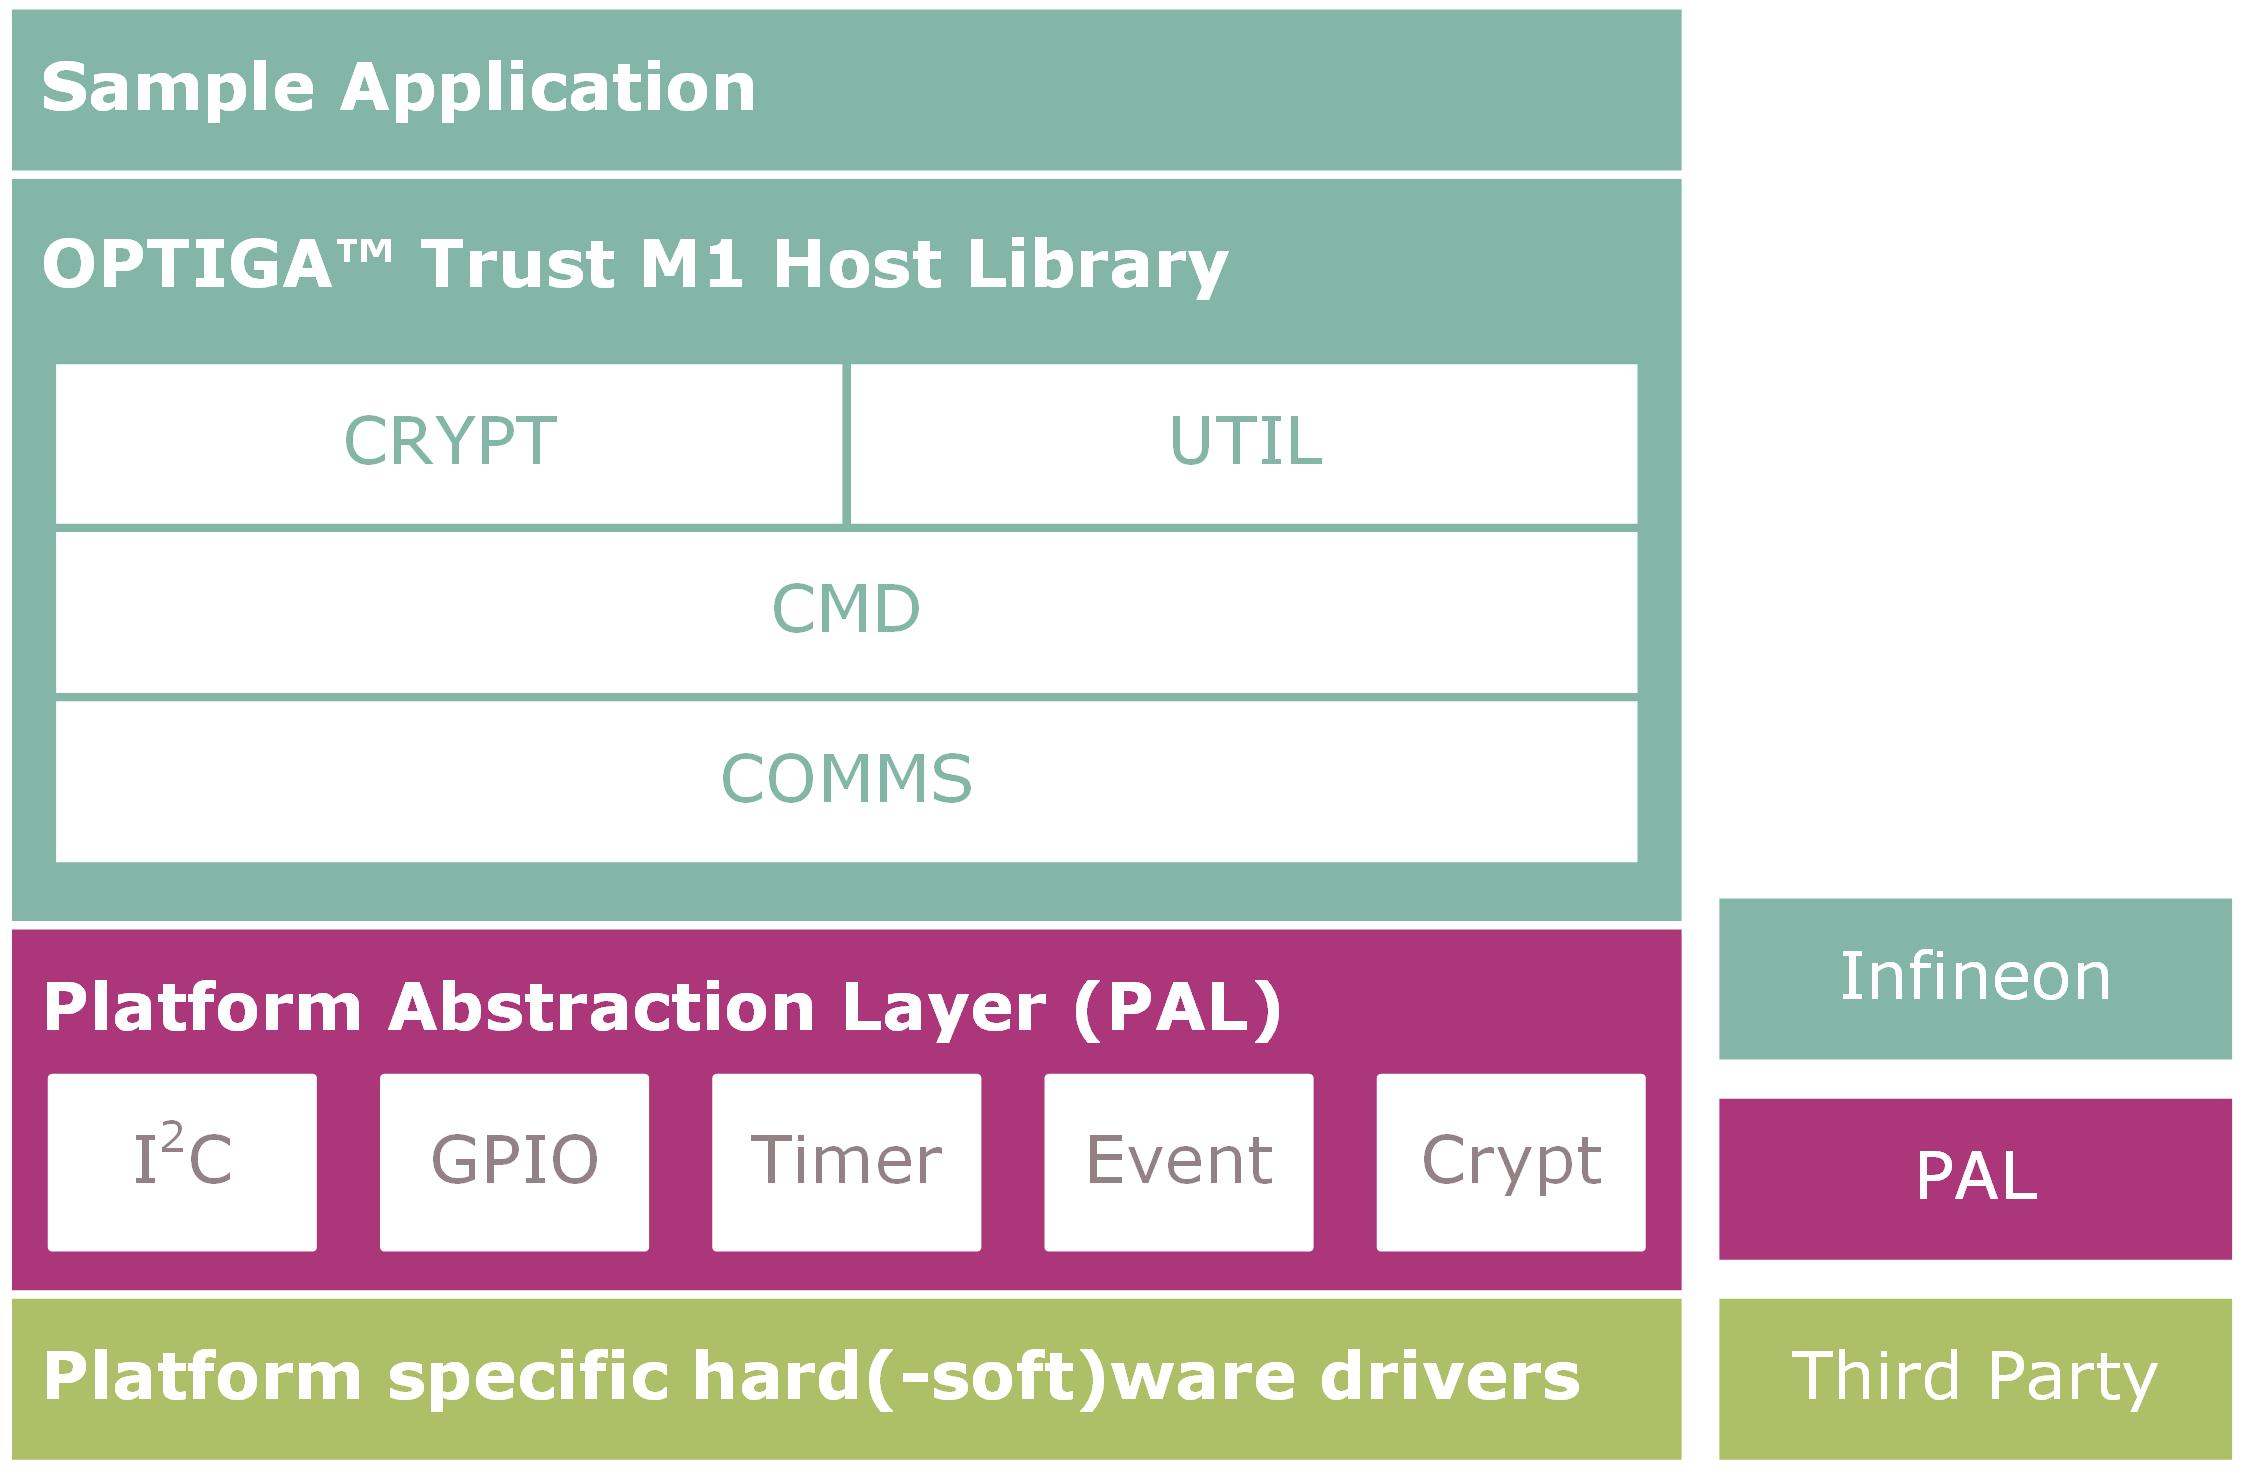 Sample Application
OPTIGA™ Trust M1 Host Library
CRYPT
UTIL
CMD
COMMS
Platform Abstraction Layer (PAL)
I²C
GPIO
Timer
Event
Crypt
Platform specific hard(-soft)ware drivers
Infineon
PAL
Third Party